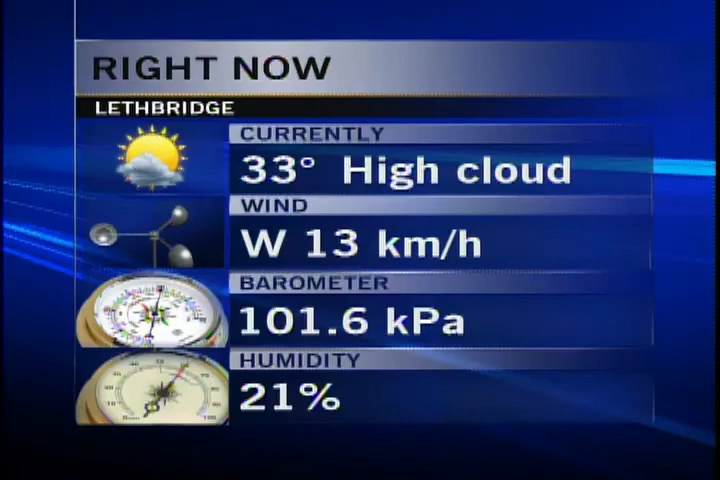 RIGHT NOW
LETHBRIDGE
CURRENTLY
33° High cloud
WIND
W 13 km/h
BAROMETER
101.6 kPa
HUMIDITY
21%